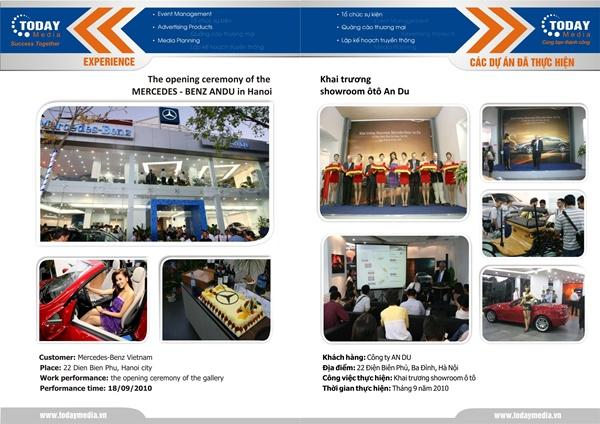 TODAY
Media
Success Together
Event Management
Advertising Products
Media Planning
EXPERIENCE
The opening ceremony of the
MERCEDES - BENZ ANDU in Hanoi
Mercedes-Benz
Customer: Mercedes-Benz Vietnam
Place: 22 Dien Bien Phu, Hanoi city
Work performance: the opening ceremony of the gallery
Performance time: 18/09/2010
www.todaymedia.vn
Tổ chức sự kiện
Quảng cáo thương mại
Lập kế hoạch truyền thông
TODAY
Media
Cùng bạn thành công
CÁC DỰ ÁN ĐÃ THỰC HIỆN
Khai trương
showroom ôtô An Du
Khách hàng: Công ty AN DU
Địa điểm: 22 Điện Biên Phủ, Ba Đình, Hà Nội
Công việc thực hiện: Khai trương showroom ô tô
Thời gian thực hiện: Tháng 9 năm 2010
www.todaymedia.vn